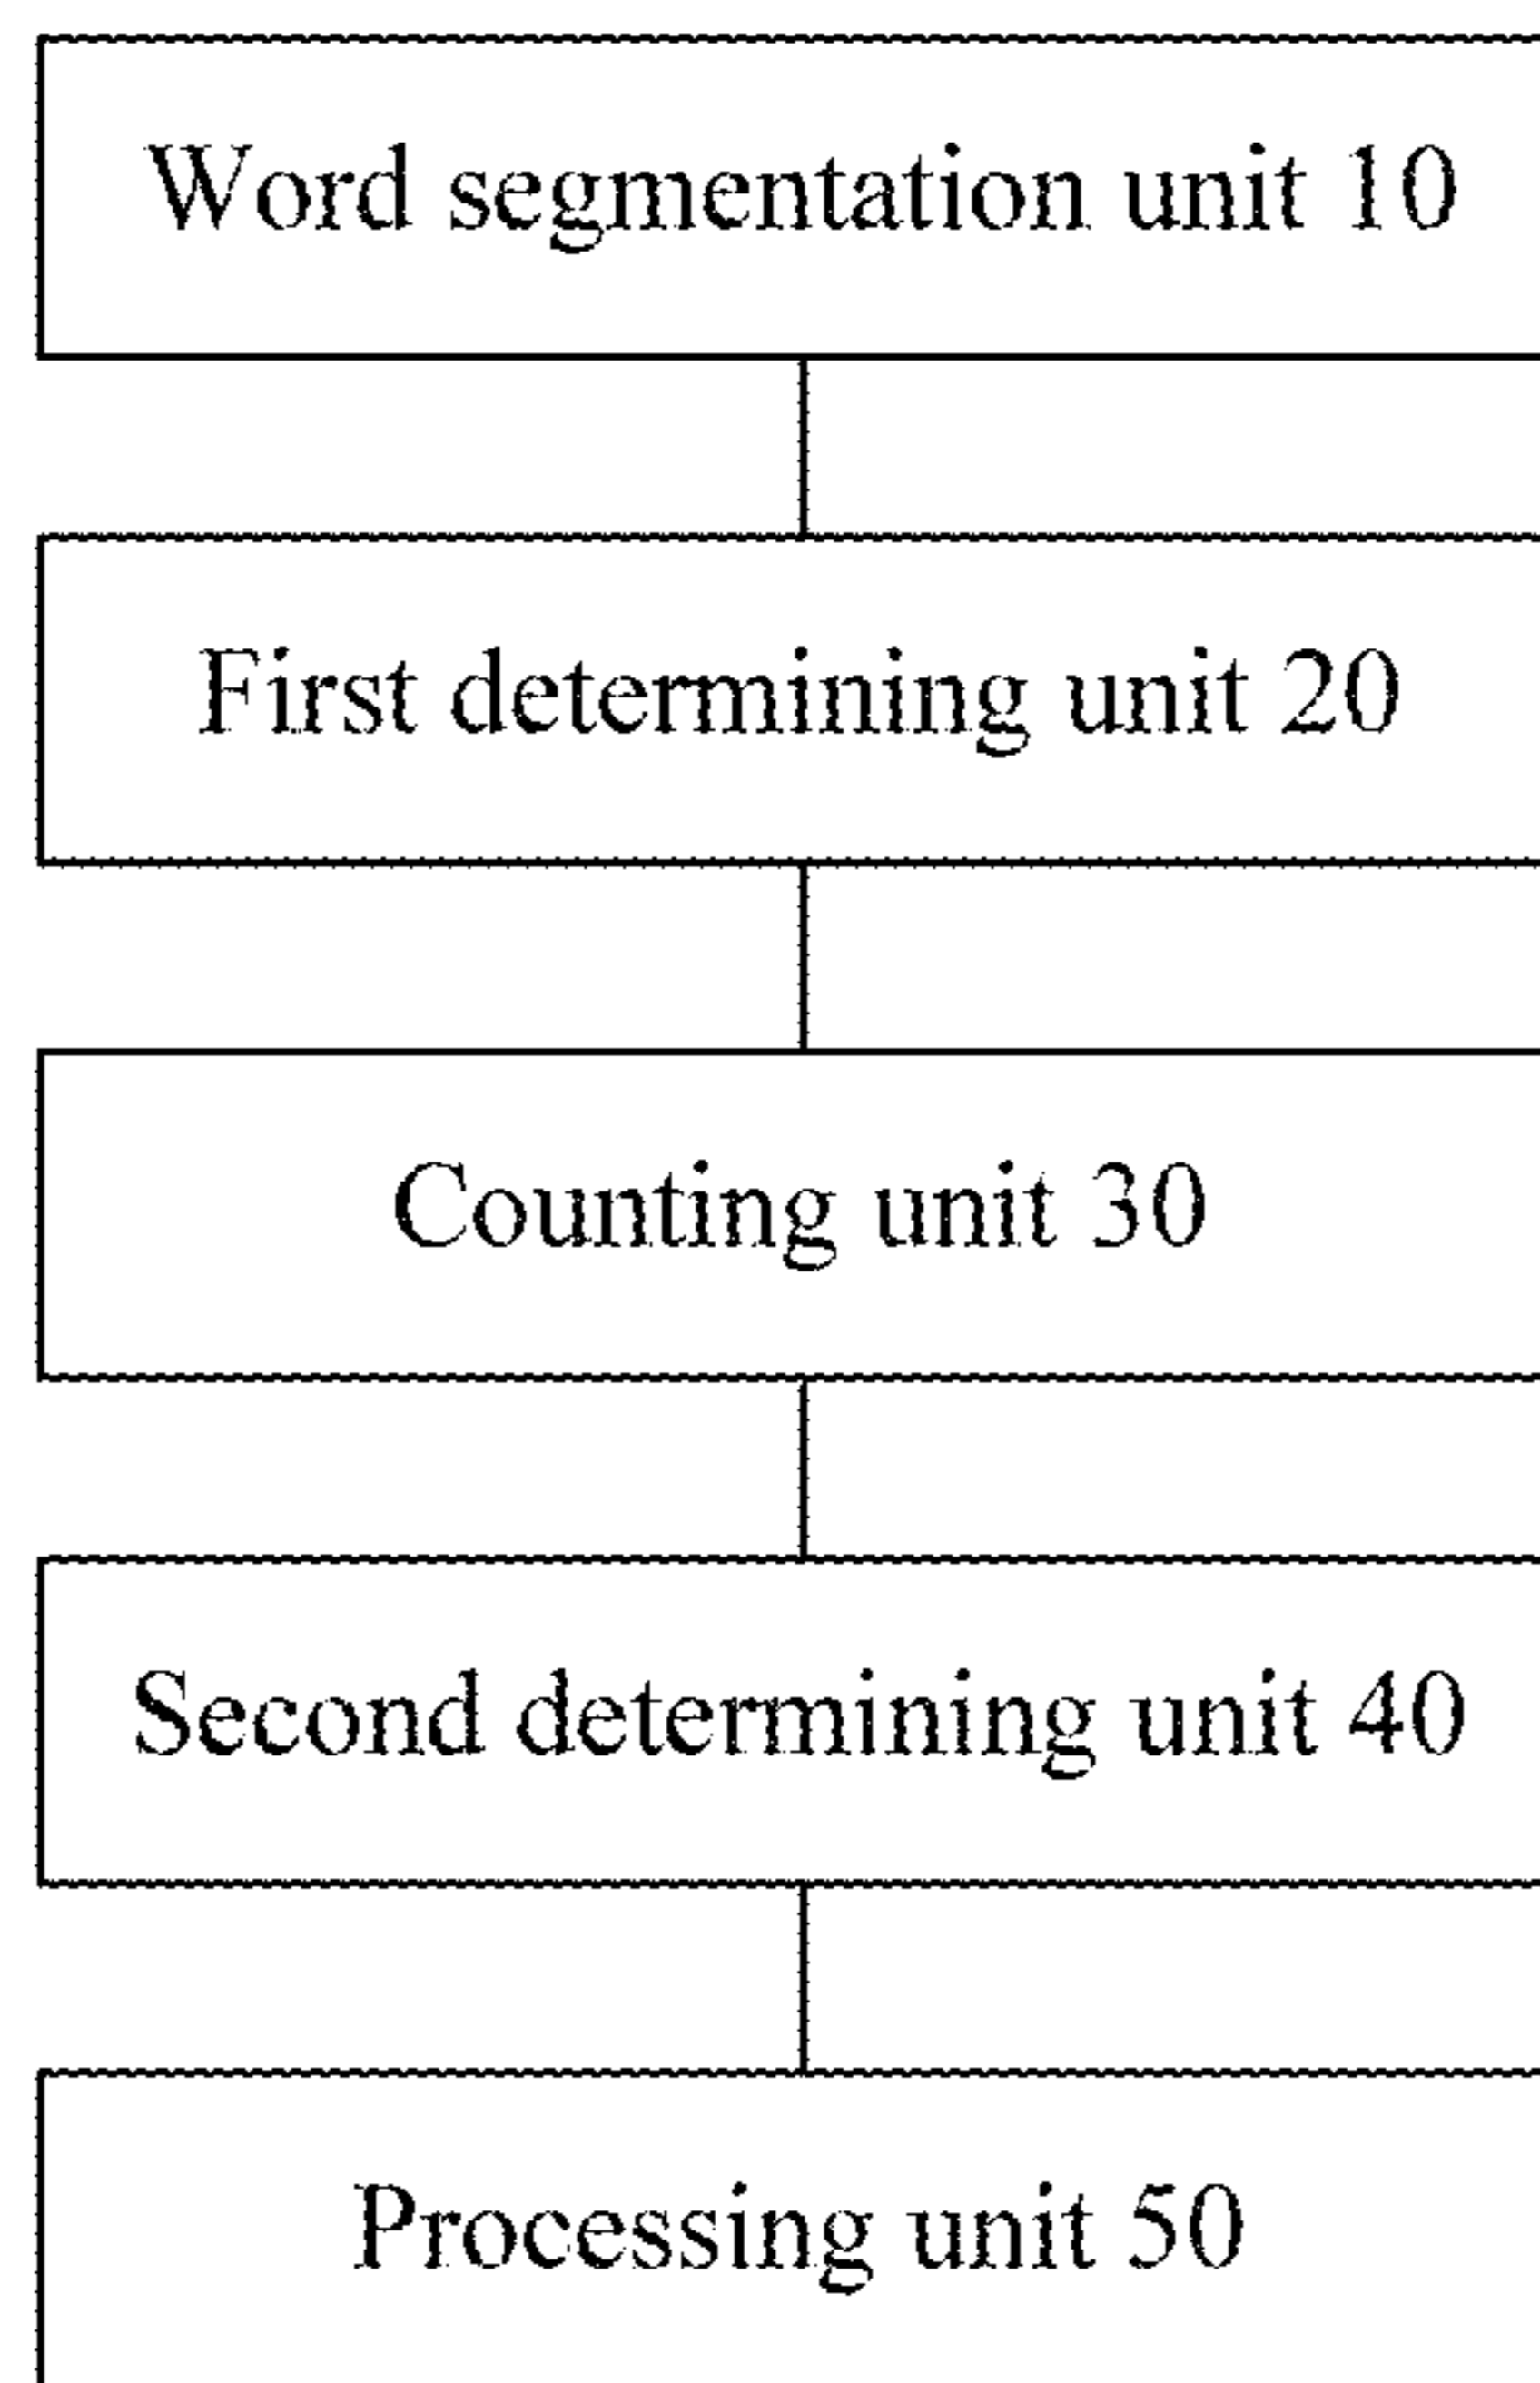 Word segmentation unit 10
First determining unit 20
Counting unit 30
Second determining unit 40
Processing unit 50